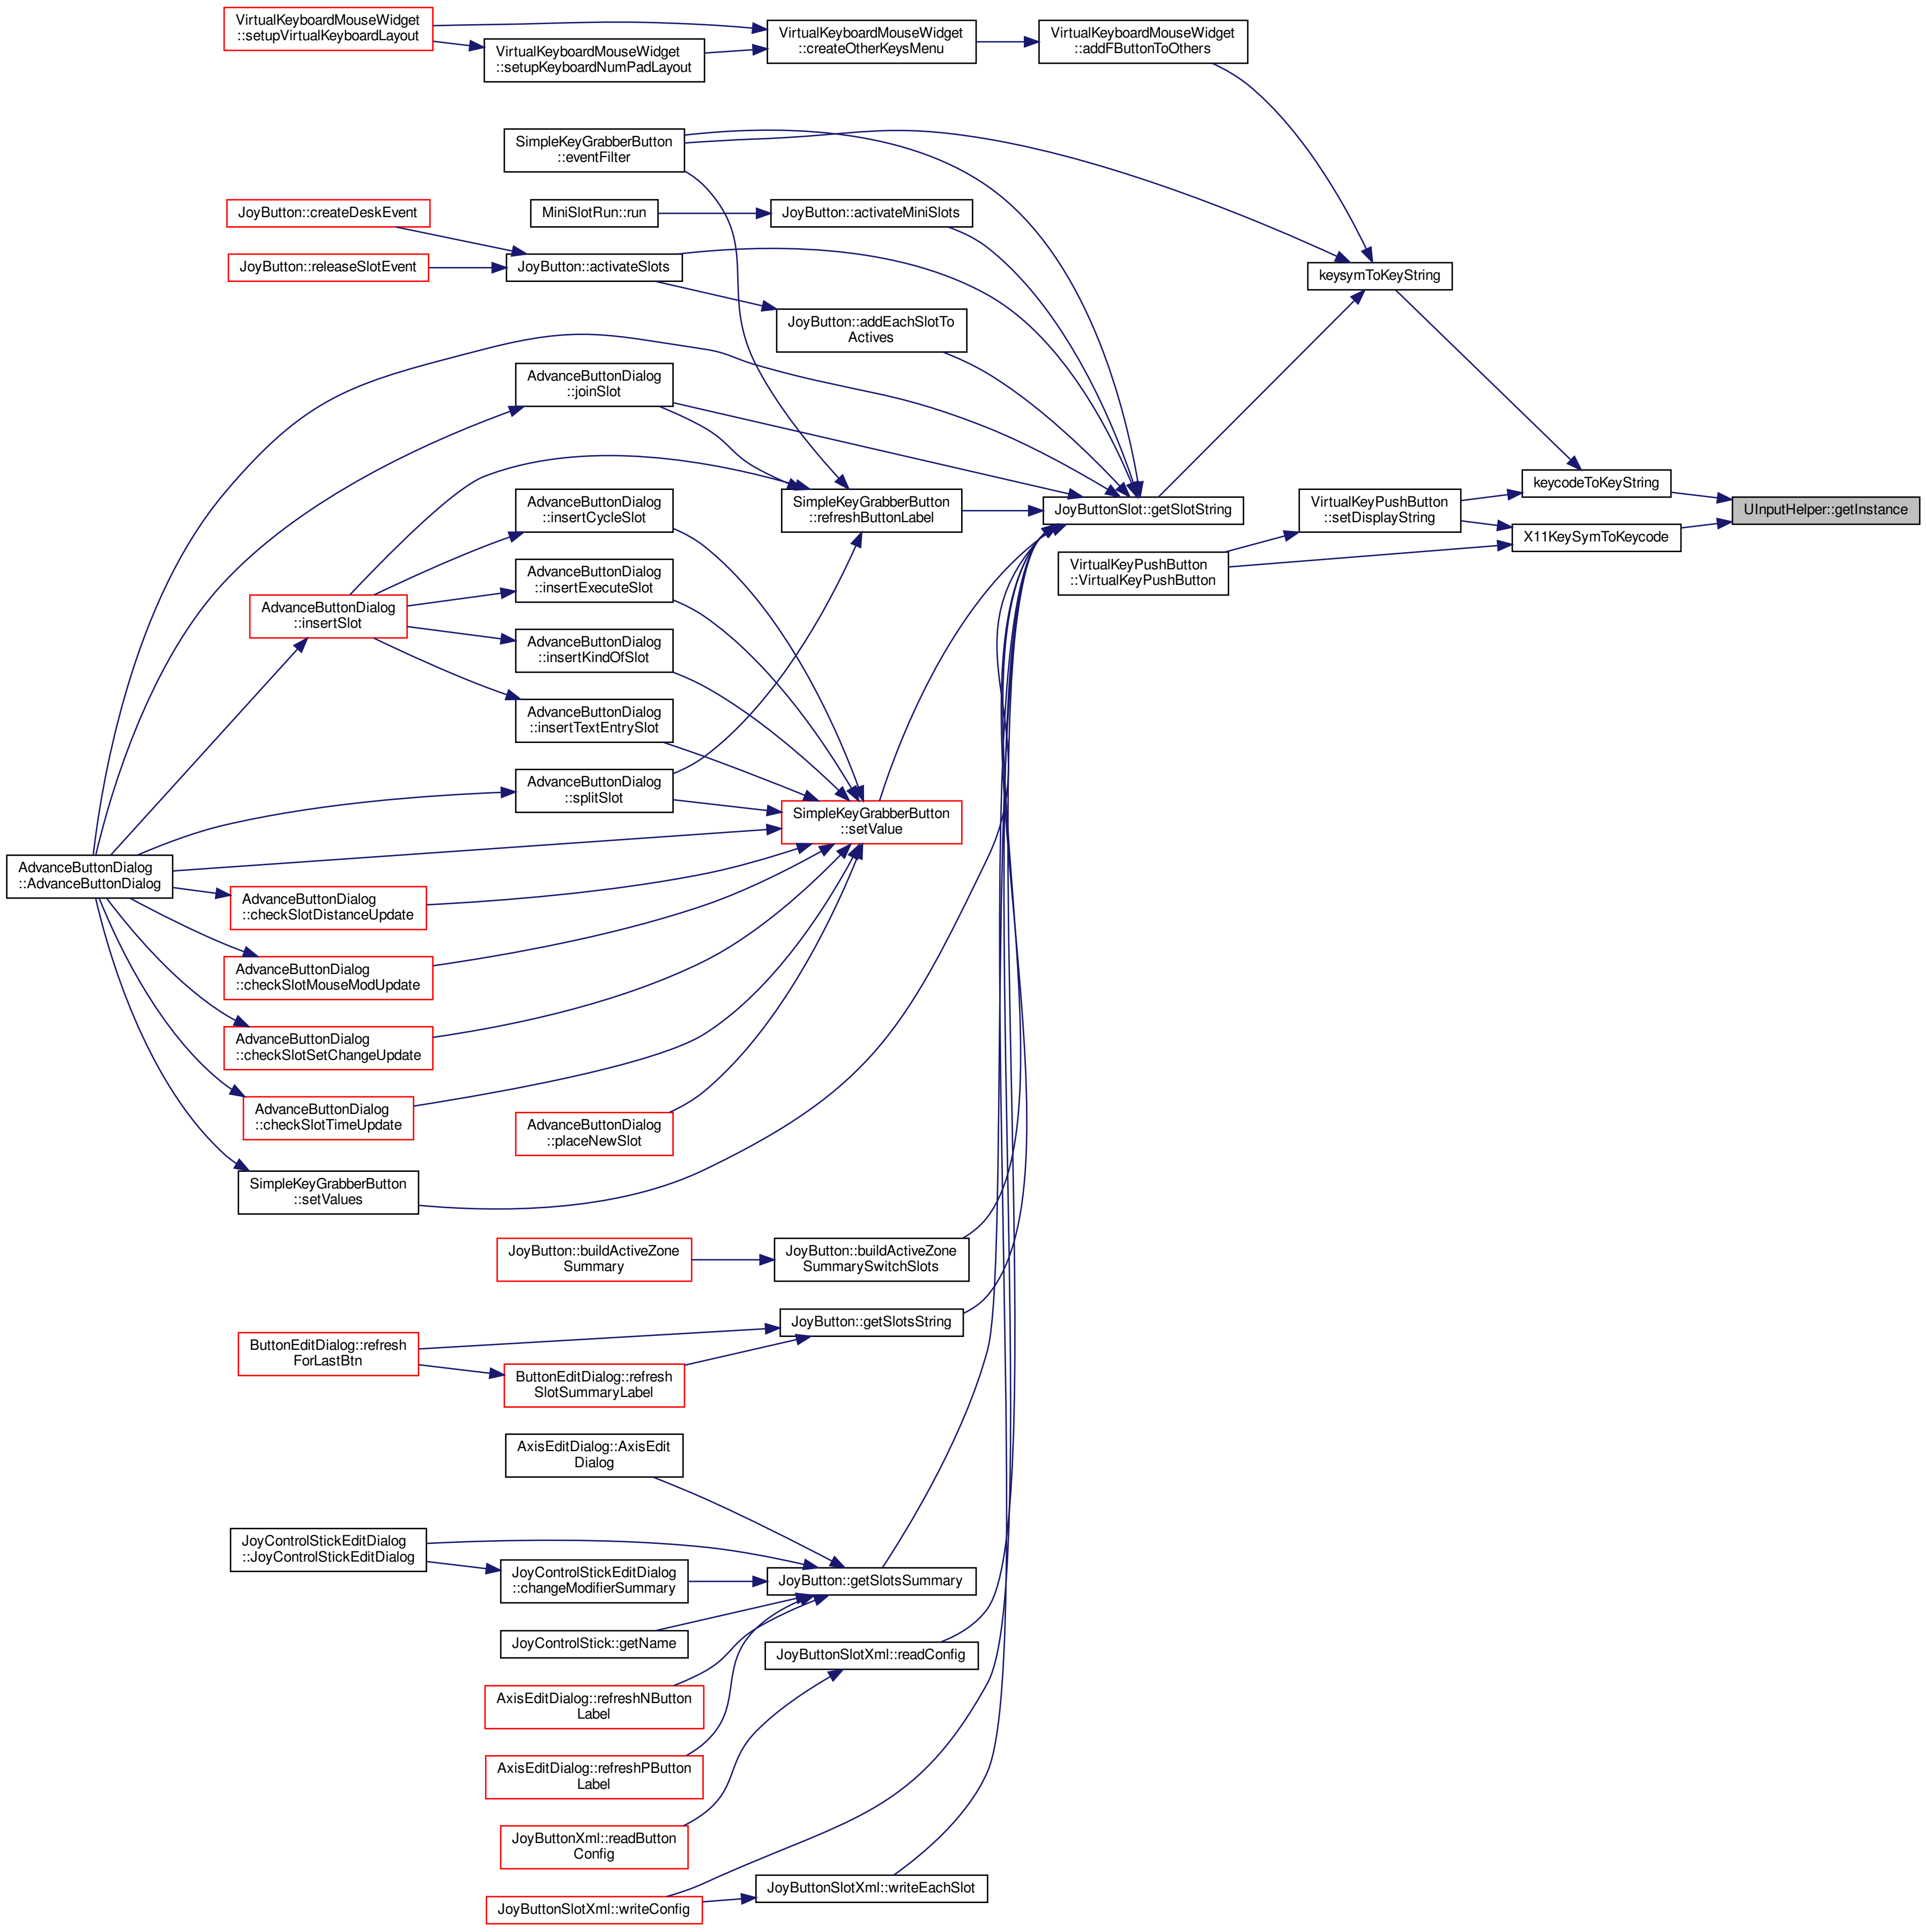 VirtualKeyboardMouseWidget
::setupVirtualKeyboardLayout
VirtualKeyboardMouseWidget
::setupKeyboardNumPadLayout
VirtualKeyboardMouseWidget
::createOtherKeysMenu
VirtualKeyboardMouseWidget
::addFButtonToOthers
SimpleKeyGrabberButton
::eventFilter
JoyButton::createDeskEvent
MiniSlotRun::run
JoyButton::activateMiniSlots
JoyButton::releaseSlotEvent
JoyButton::activateSlots
keysymToKeyString
JoyButton::addEachSlotTo
Actives
AdvanceButtonDialog
::joinSlot
keycodeToKeyString
AdvanceButtonDialog
::insertCycleSlot
SimpleKeyGrabberButton
::refreshButtonLabel
JoyButtonSlot::getSlotString
VirtualKeyPushButton
::setDisplayString
UInputHelper::getInstance
X11KeySymToKeycode
AdvanceButtonDialog
::insertExecuteSlot
VirtualKeyPushButton
::VirtualKeyPushButton
AdvanceButtonDialog
::insertSlot
AdvanceButtonDialog
::insertKindOfSlot
AdvanceButtonDialog
::insertTextEntrySlot
AdvanceButtonDialog
::splitSlot
SimpleKeyGrabberButton
::setValue
AdvanceButtonDialog
::AdvanceButtonDialog
AdvanceButtonDialog
::checkSlotDistanceUpdate
AdvanceButtonDialog
::checkSlotMouseModUpdate
AdvanceButtonDialog
::checkSlotSetChangeUpdate
AdvanceButtonDialog
::checkSlotTimeUpdate
AdvanceButtonDialog
::placeNewSlot
SimpleKeyGrabberButton
::setValues
JoyButton::buildActiveZone
Summary
JoyButton::buildActiveZone
SummarySwitchSlots
JoyButton::getSlotsString
ButtonEditDialog::refresh
ForLastBtn
ButtonEditDialog::refresh
SlotSummaryLabel
AxisEditDialog::AxisEdit
Dialog
JoyControlStickEditDialog
::JoyControlStickEditDialog
JoyControlStickEditDialog
::changeModifierSummary
JoyButton::getSlotsSummary
JoyControlStick::getName
JoyButtonSlotXml::readConfig
AxisEditDialog::refreshNButton
Label
AxisEditDialog::refreshPButton
Label
JoyButtonXml::readButton
Config
JoyButtonSlotXml::writeEachSlot
JoyButtonSlotXml::writeConfig